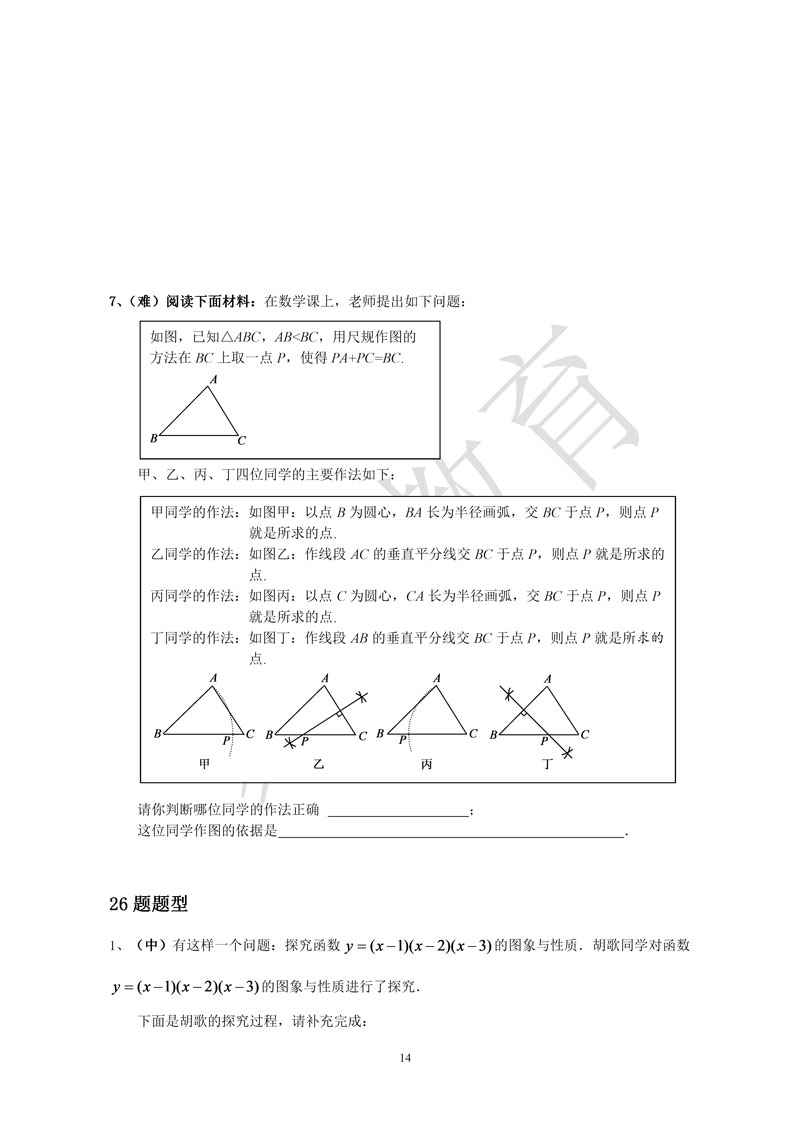 7、（难）阅读下面材料：在数学课上，老师提出如下问题：
如图，已知△ABC，AB<BC，用尺规作图的
方法在 BC 上取一点 P，使得 PA+PC=BC.
A
B
C
甲、乙、丙、丁四位同学的主要作法如下：
甲同学的作法：如图甲：以点 B 为圆心，BA 长为半径画弧，交 BC 于点 P，则点 P
就是所求的点.
乙同学的作法：如图乙：作线段 AC 的垂直平分线交 BC 于点 P，则点 P 就是所求的
点.
丙同学的作法：如图丙：以点 C 为圆心，CA 长为半径画弧，交 BC 于点 P，则点 P
就是所求的点.
丁同学的作法：如图丁：作线段 AB 的垂直平分线交 BC 于点 P，则点 P 就是所求的
点.
A A A A
B P C B P C B P C B P C
甲 乙 丙 丁
请你判断哪位同学的作法正确 ____________________；
这位同学作图的依据是__________________________________________________．
26 题题型
1、（中）有这样一个问题：探究函数 y=(x−1)(x−2)(x−3)的图象与性质．胡歌同学对函数
y=(x−1)(x−2)(x−3)的图象与性质进行了探究．
下面是胡歌的探究过程，请补充完成：
14